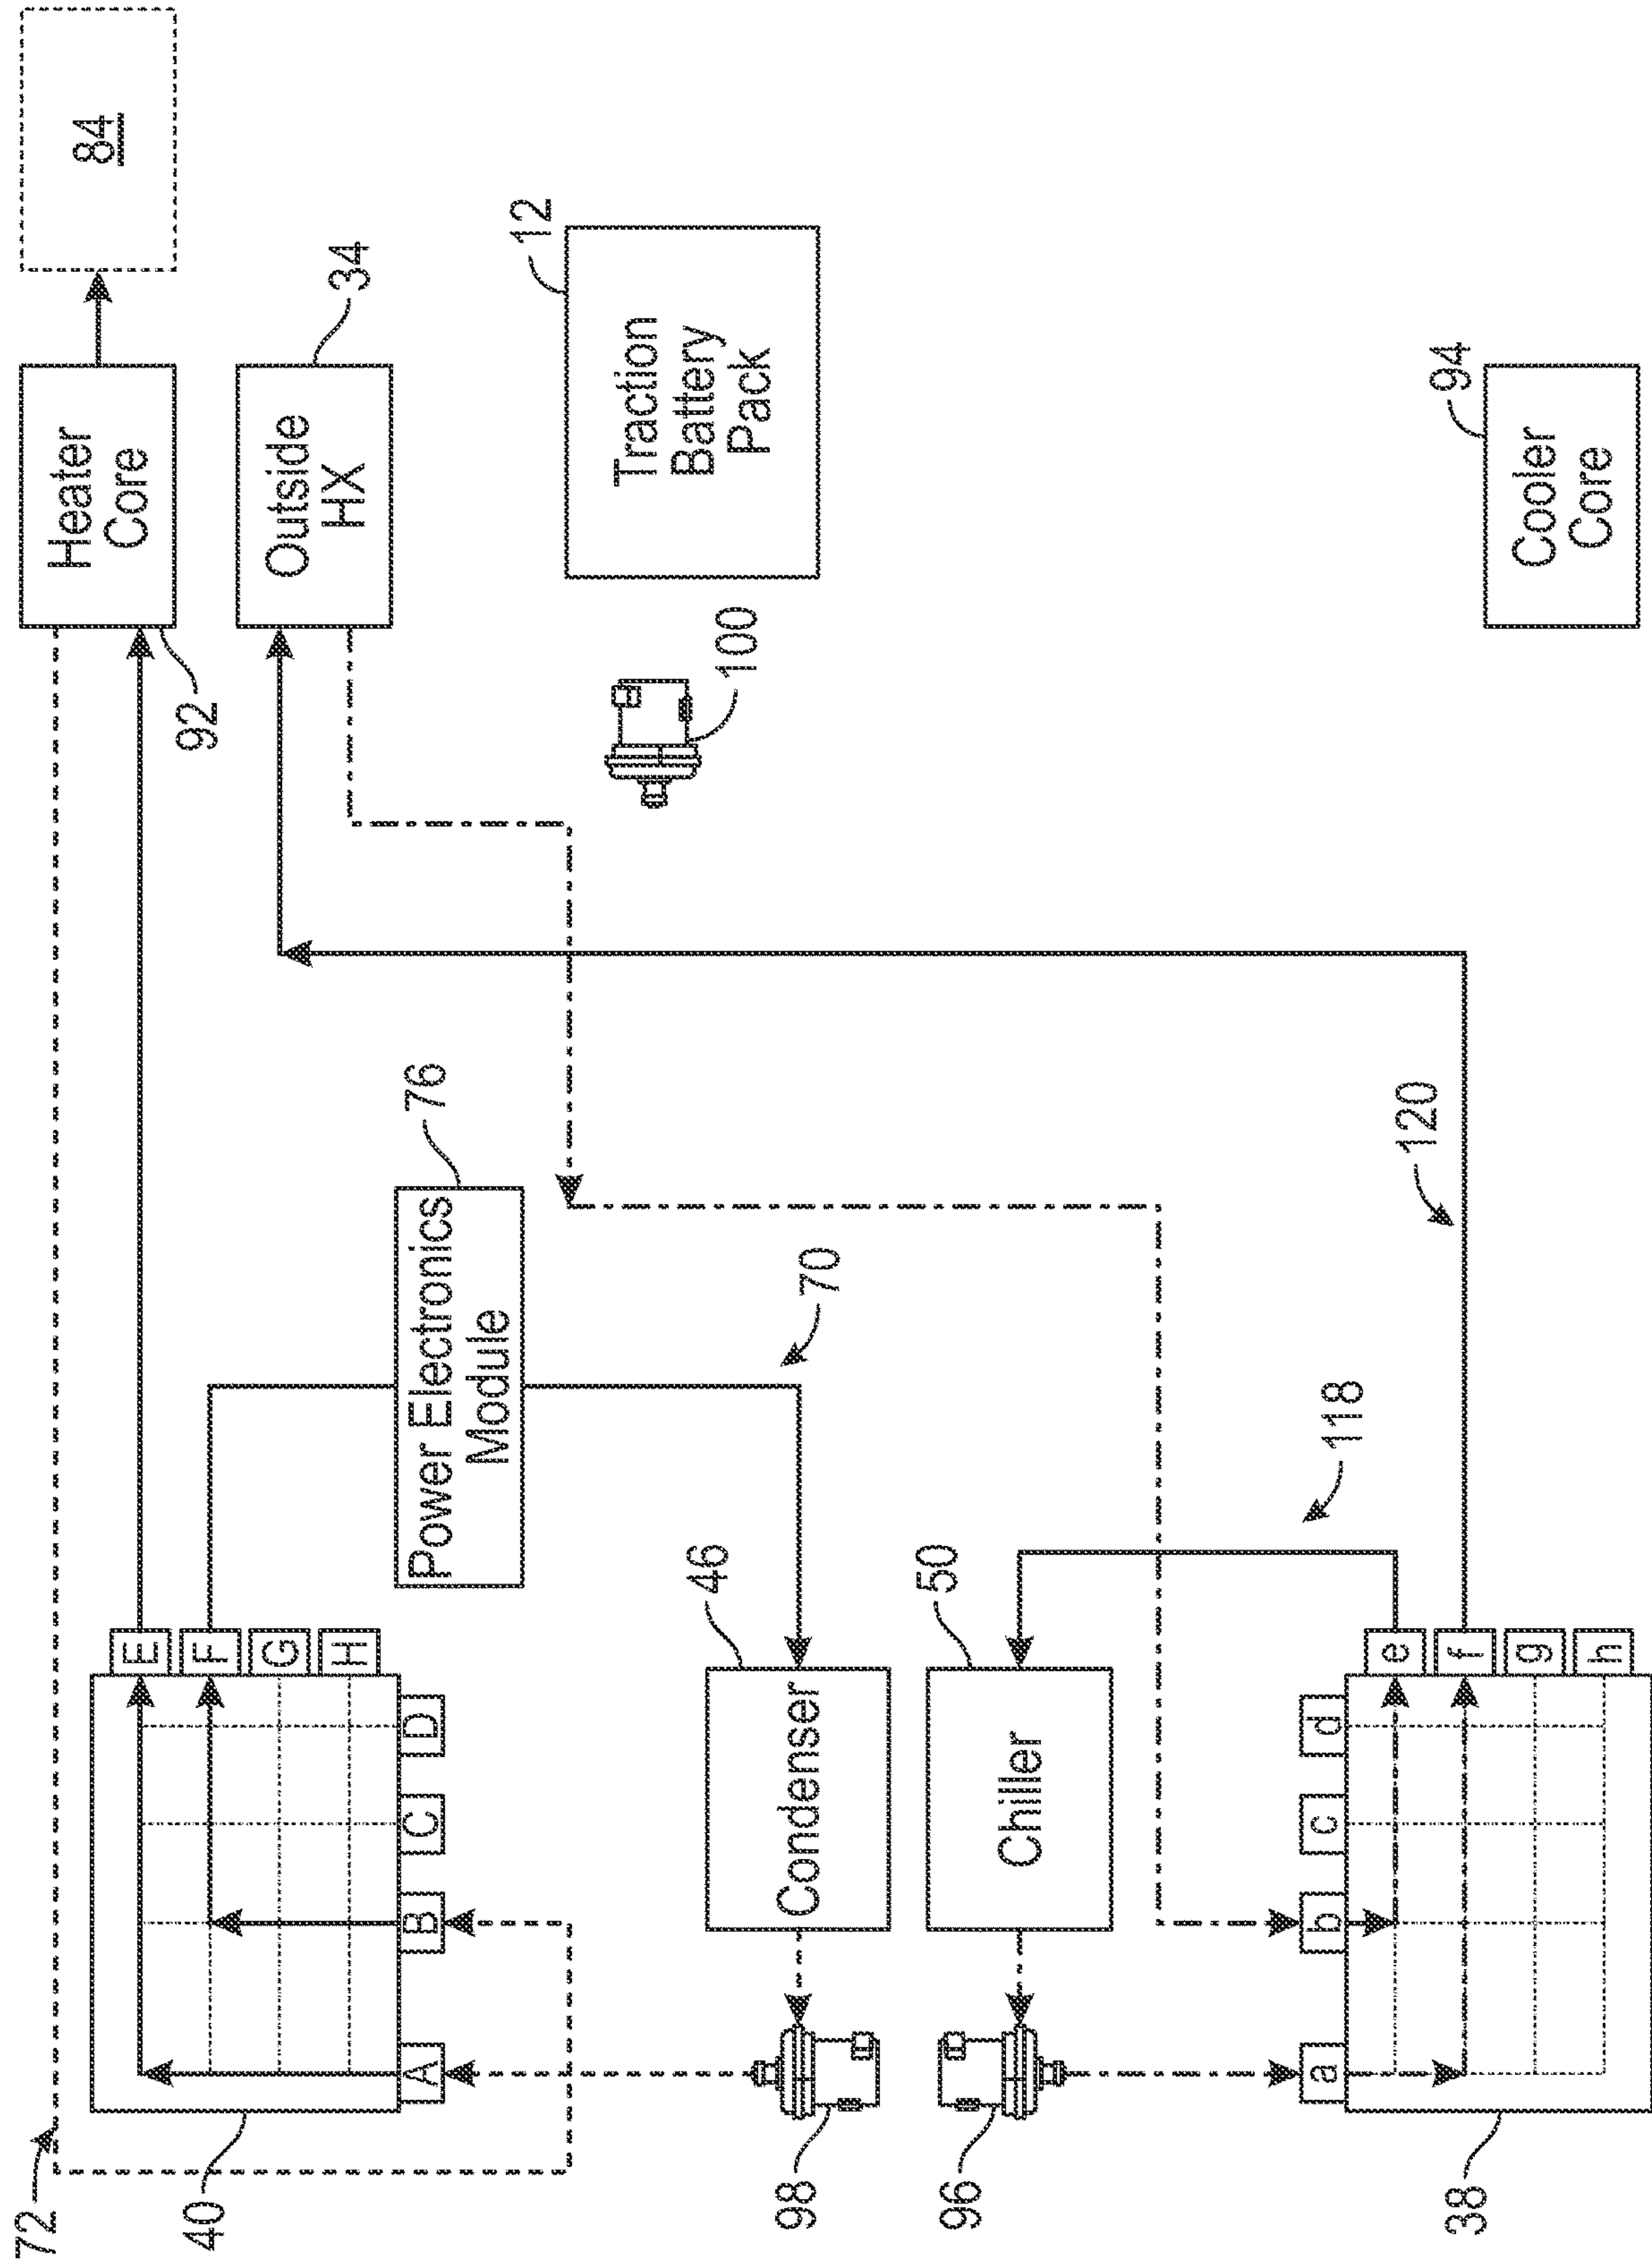 72
40
A
B
C
D
E
F
G
H
92
Heater
Core
84
Outside
HX
34
76
Power Electronics
Module
70
100
12
Traction
Battery
Pack
98
46
Condenser
96
50
Chiller
118
120
38
a
b
c
d
e
f
g
h
94
Cooler
Core